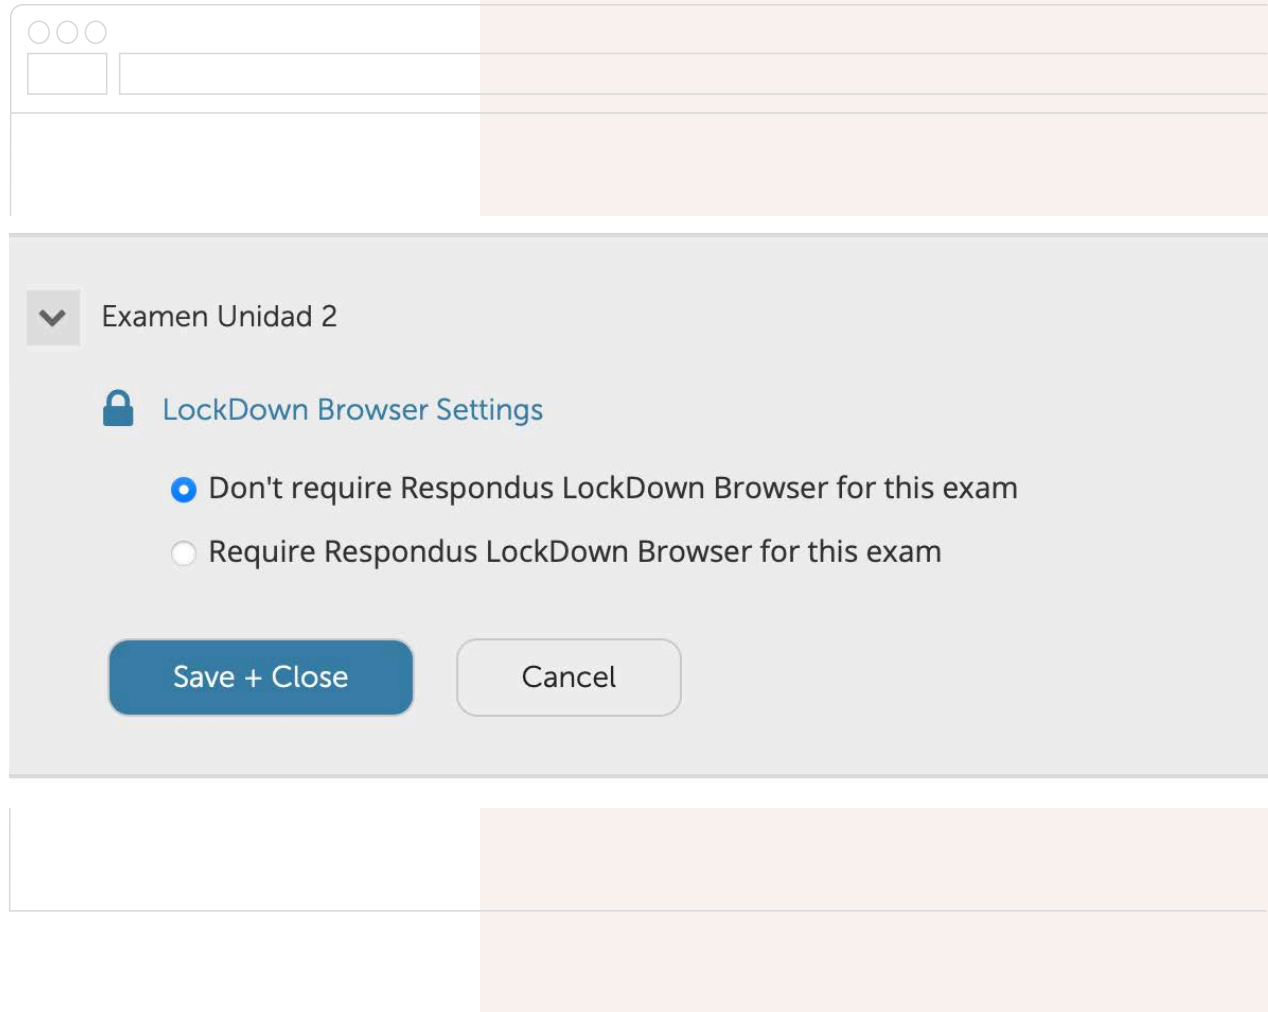 Examen Unidad 2
LockDown Browser Settings
Don't require Respondus LockDown Browser for this exam
Require Respondus LockDown Browser for this exam
Save + Close
Cancel